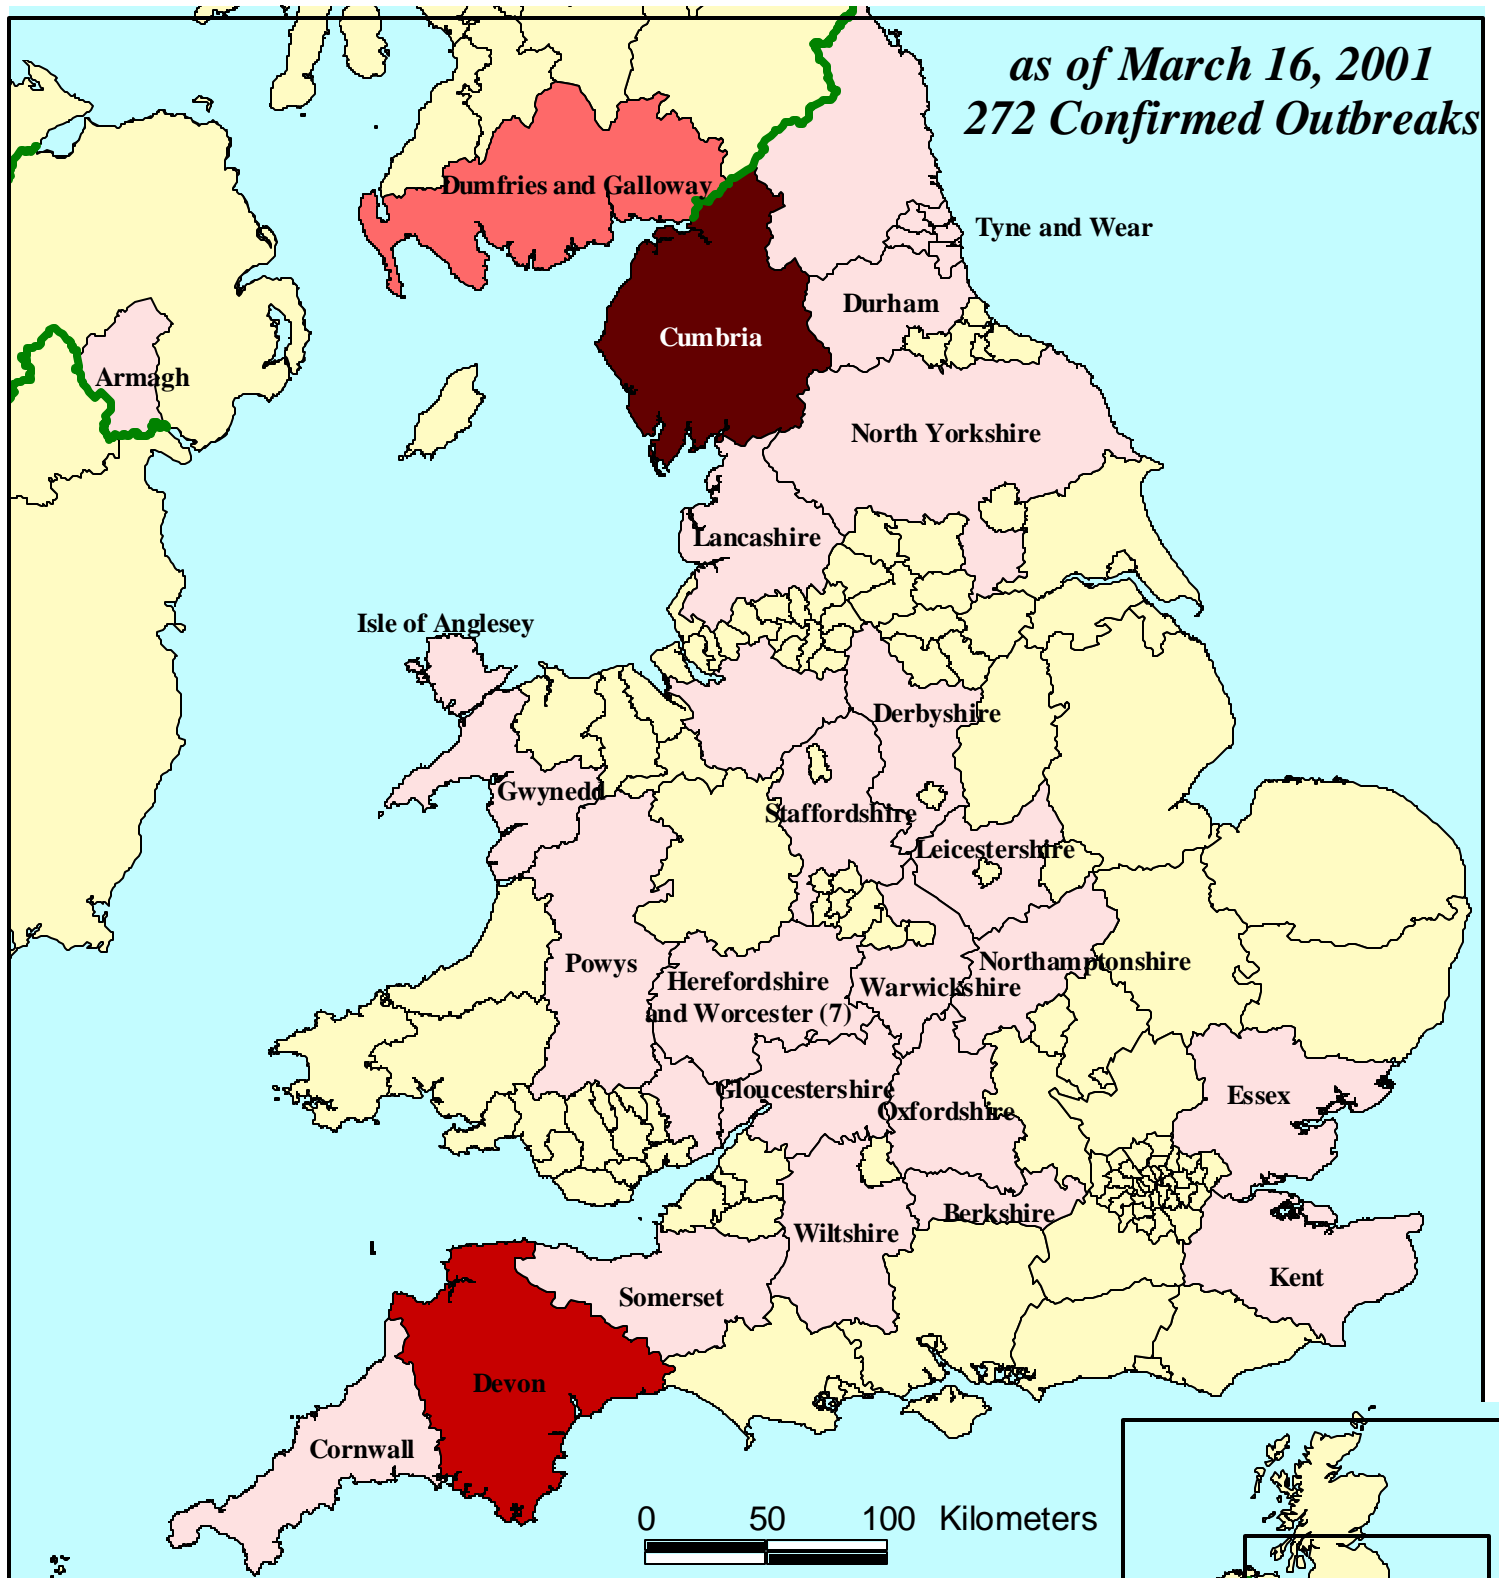 as of March 16, 2001
272 Confirmed Outbreaks
Dumfries and Galloway
Tyne and Wear
Durham
Cumbria
Armagh
North Yorkshire
Lancashire
Isle of Anglesey
Derbyshire
Gwynedd
Staffordshire
Leicestershire
Powys
Northamptonshire
Herefordshire
and Worcester (7)
Warwickshire
Gloucestershire
Oxfordshire
Essex
Berkshire
Wiltshire
Kent
Somerset
Devon
Cornwall
0 50 100 Kilometers